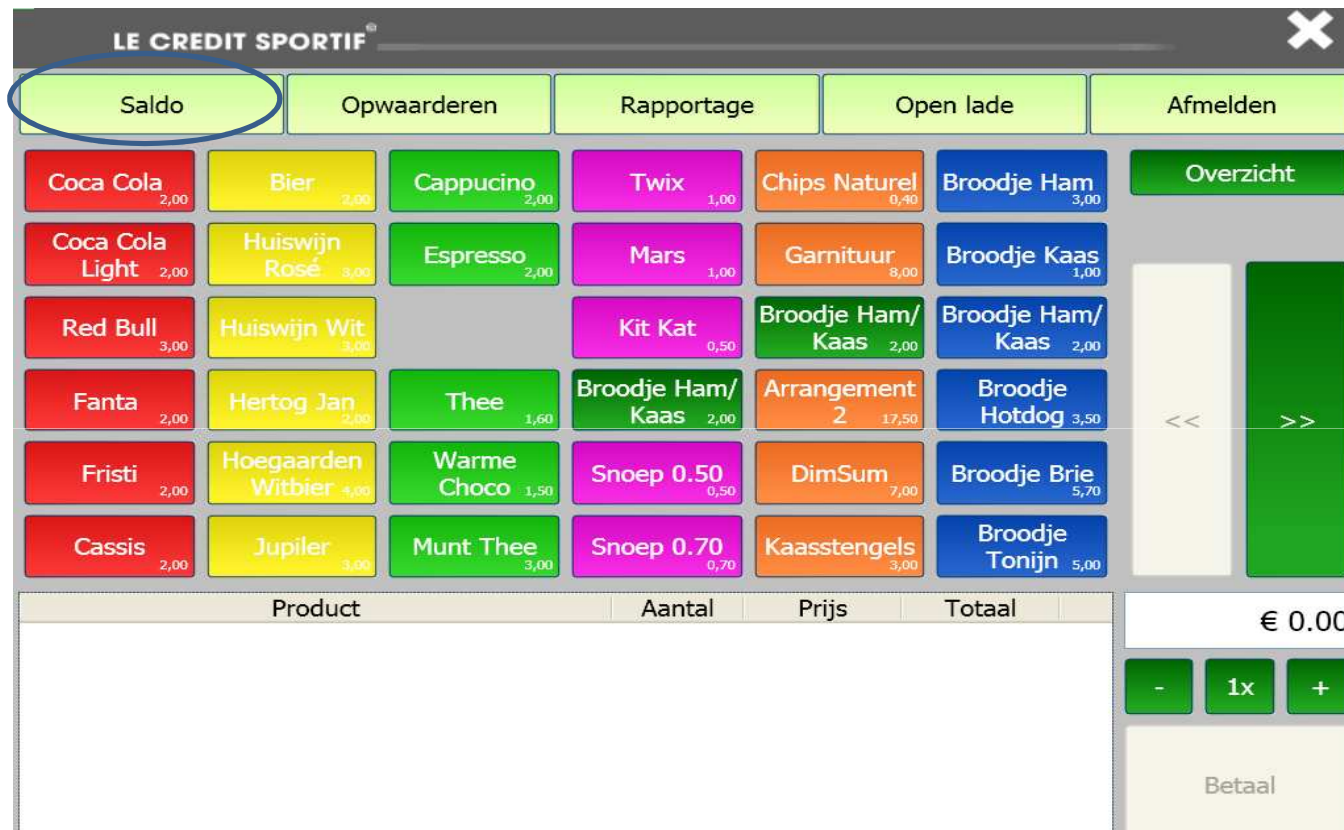 LE CREDIT SPORTIF®
Saldo Opwaarderen Rapportage Open lade Afmelden
Coca Cola 2,00
Bier 2,00
Cappucino 2,00
Twix 1,00
Chips Naturel 0,40
Broodje Ham 3,00
Overzicht
Coca Cola
Light 2,00
Huiswijn
Rosé 3,00
Espresso 2,00
Mars 1,00
Garnituur 8,00
Broodje Kaas 1,00
Red Bull 3,00
Huiswijn Wit 3,00
Kit Kat 0,50
Broodje Ham/
Kaas 2,00
Broodje Ham/
Kaas 2,00
Fanta 2,00
Hertog Jan 2,00
Thee 1,60
Broodje Ham/
Kaas 2,00
Arrangement
2 17,50
Broodje
Hotdog 3,50
<< >>
Fristi 2,00
Hoegaarden
Witbier 4,00
Warme
Choco 1,50
Snoep 0.50 0,50
DimSum 7,00
Broodje Brie 5,70
Cassis 2,00
Jupiler 3,00
Munt Thee 3,00
Snoep 0.70 0,70
Kaasstengels 3,00
Broodje
Tonijn 5,00
Product Aantal Prijs Totaal
€ 0.00
- 1x +
Betaal